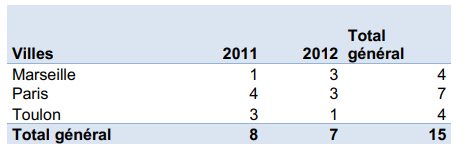 Total
Villes 2011 2012 général
Marseille 1 3 4
Paris 4 3 7
Toulon 3 1 4
Total général 8 7 15